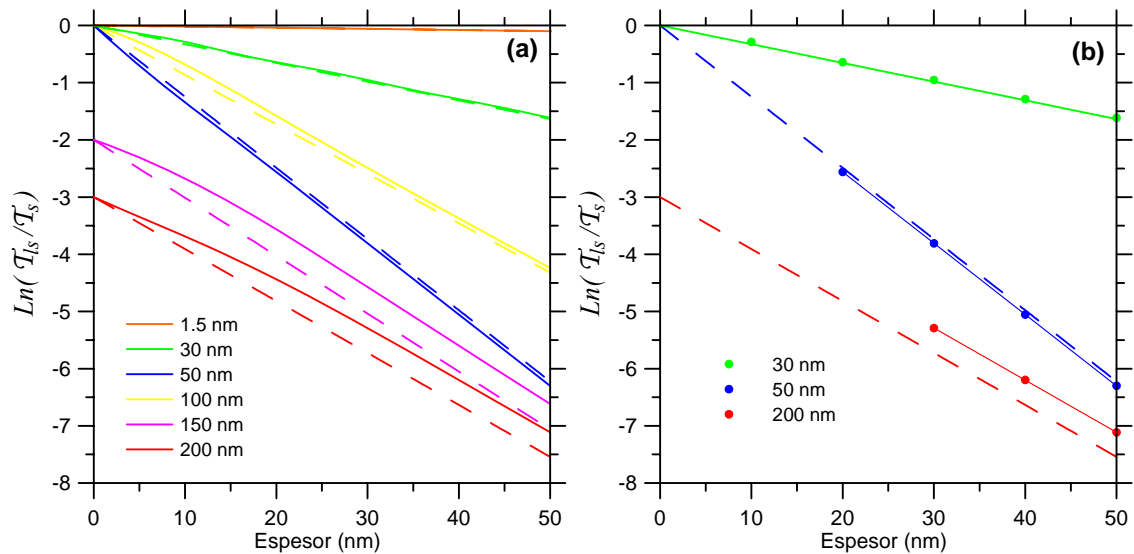 (a)
Ln( T_ls / T_s )
0
-1
-2
-3
-4
-5
-6
-7
-8
1.5 nm
30 nm
50 nm
100 nm
150 nm
200 nm
0 10 20 30 40 50
Espesor (nm)
(b)
Ln( T_ls / T_s )
0
-1
-2
-3
-4
-5
-6
-7
-8
30 nm
50 nm
200 nm
0 10 20 30 40 50
Espesor (nm)